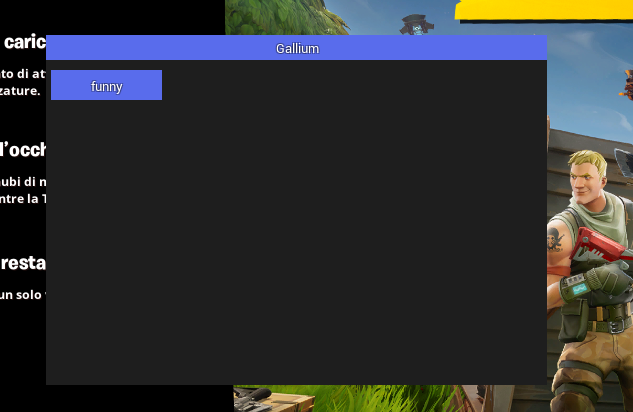 caric
Gallium
to di at
zature.
funny
l'occh
ubi di n
ntre la T
resta
un solo